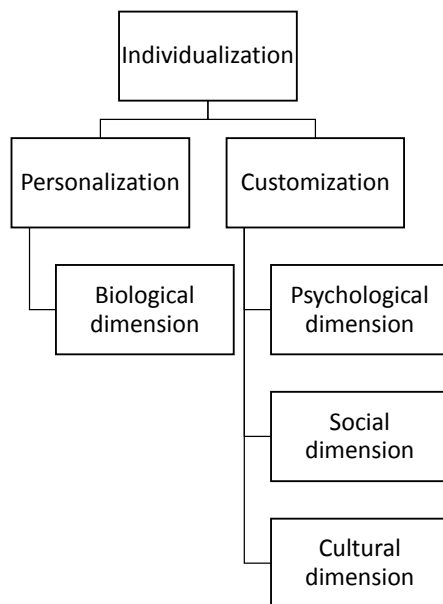 Individualization
Personalization
Customization
Biological
dimension
Psychological
dimension
Social
dimension
Cultural
dimension